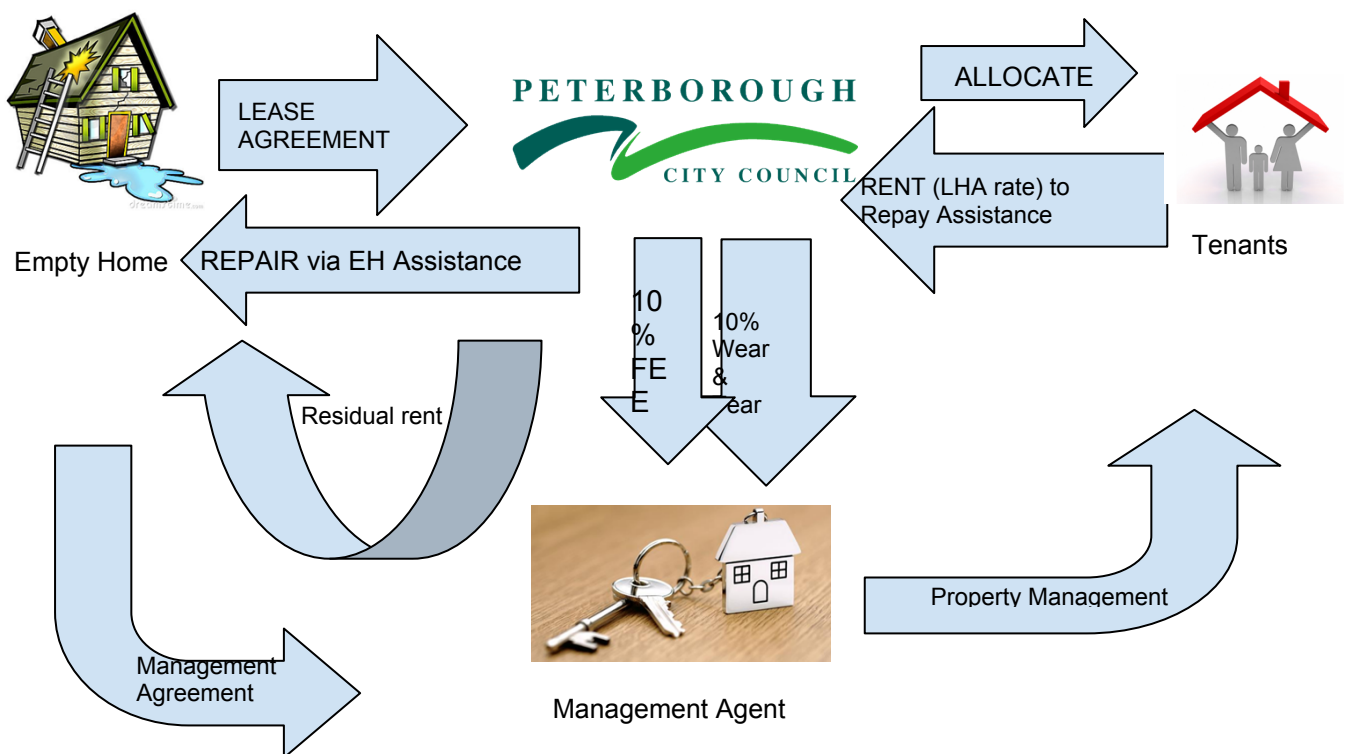 LEASE
AGREEMENT
PETERBOROUGH
CITY COUNCIL
ALLOCATE
RENT (LHA rate) to
Repay Assistance
Tenants
Empty Home
REPAIR via EH Assistance
10
%
FE
E
10%
Wear
&
Residual rent
Property Management
Management
Agreement
Management Agent